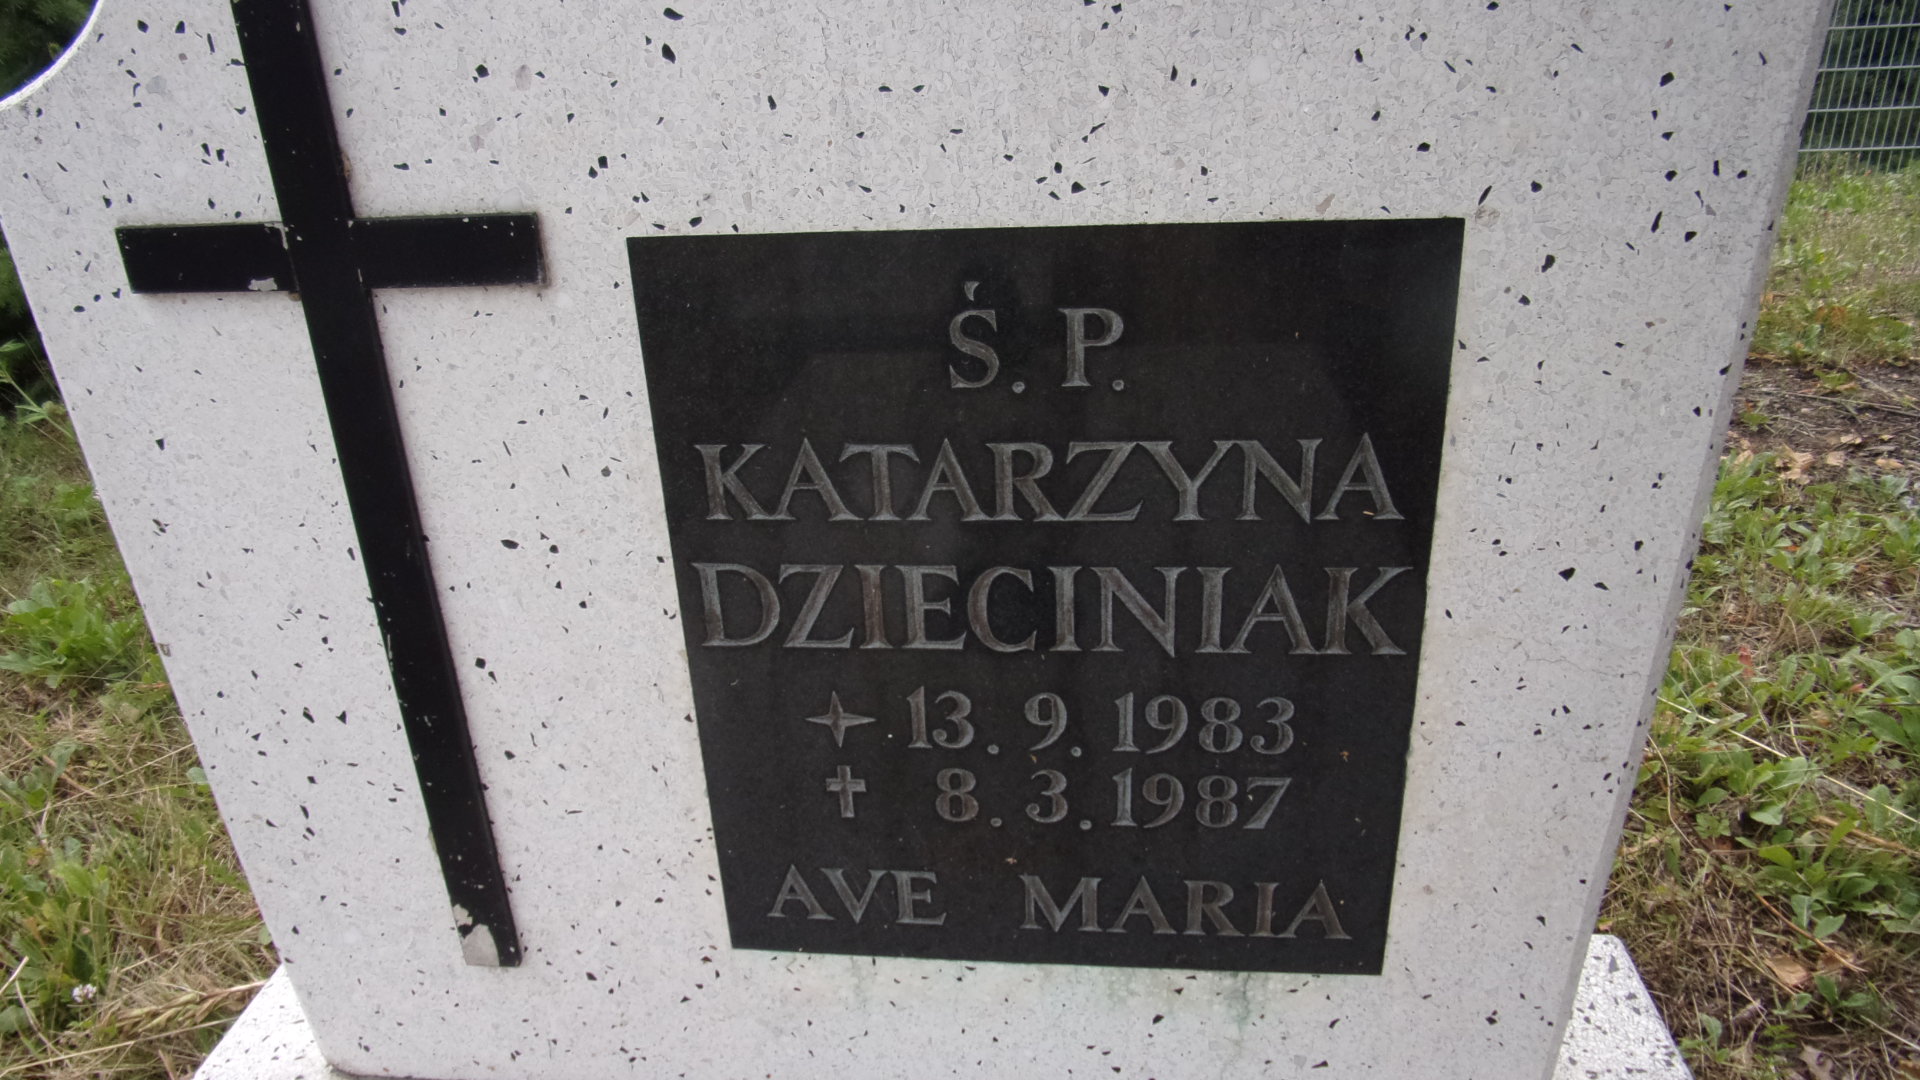 Ś. P.
KATARZYNA
DZIECINIAK
✦ 13. 9. 1983
✝ 8. 3. 1987
AVE MARIA